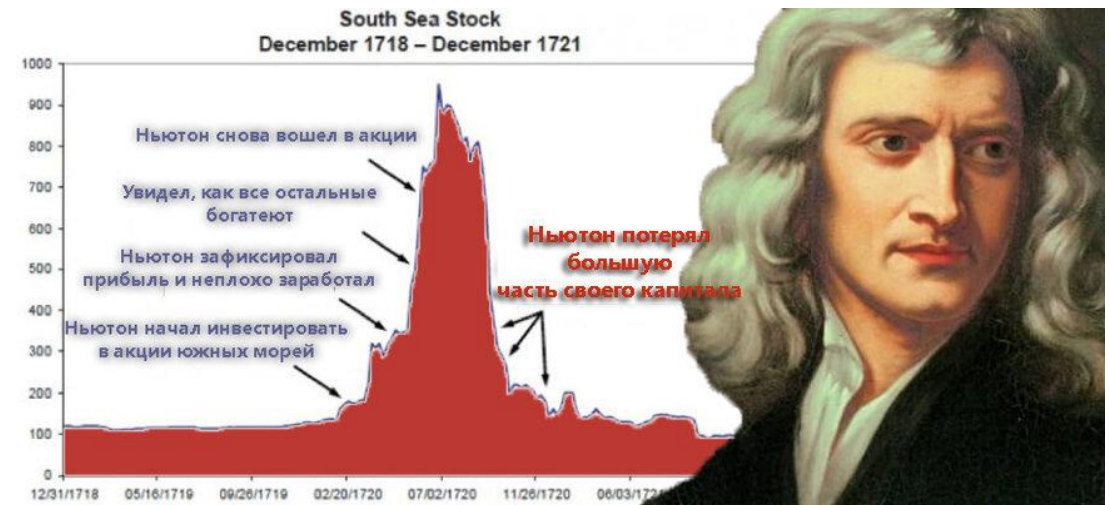 South Sea Stock
December 1718 – December 1721
1000
900
800
700
600
500
400
300
200
100
0
Ньютон снова вошел в акции
Увидел, как все остальные
богатеют
Ньютон зафиксировал
прибыль и неплохо заработал
Ньютон начал инвестировать
в акции южных морей
Ньютон потерял
большую
часть своего капитала
12/31/1718 05/16/1719 09/26/1719 02/20/1720 07/02/1720 11/26/1720